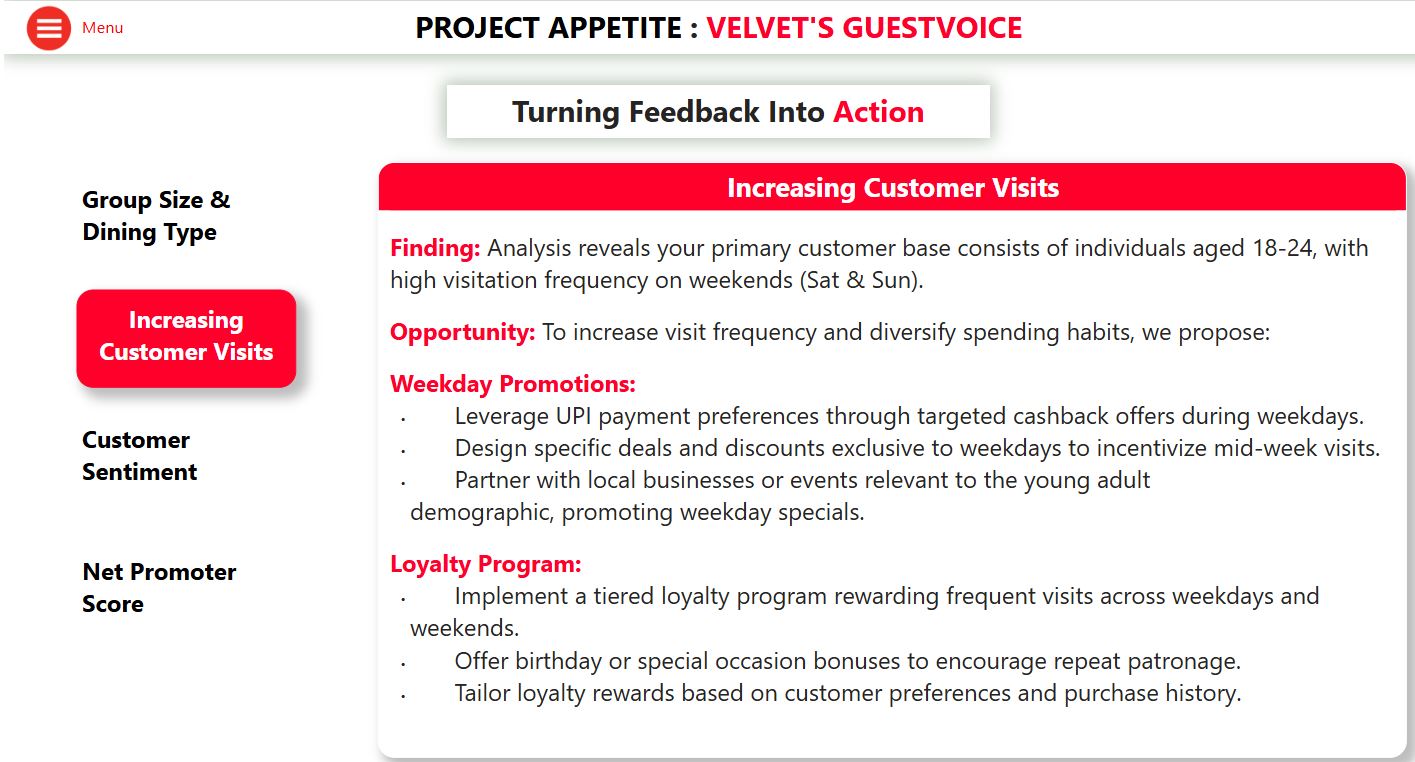 Menu
PROJECT APPETITE : VELVET'S GUESTVOICE
Turning Feedback Into Action
Group Size &
Dining Type
Increasing
Customer Visits
Customer
Sentiment
Net Promoter
Score
Increasing Customer Visits
Finding: Analysis reveals your primary customer base consists of individuals aged 18-24, with
high visitation frequency on weekends (Sat & Sun).
Opportunity: To increase visit frequency and diversify spending habits, we propose:
Weekday Promotions:
· Leverage UPI payment preferences through targeted cashback offers during weekdays.
· Design specific deals and discounts exclusive to weekdays to incentivize mid-week visits.
· Partner with local businesses or events relevant to the young adult
demographic, promoting weekday specials.
Loyalty Program:
· Implement a tiered loyalty program rewarding frequent visits across weekdays and
weekends.
· Offer birthday or special occasion bonuses to encourage repeat patronage.
· Tailor loyalty rewards based on customer preferences and purchase history.